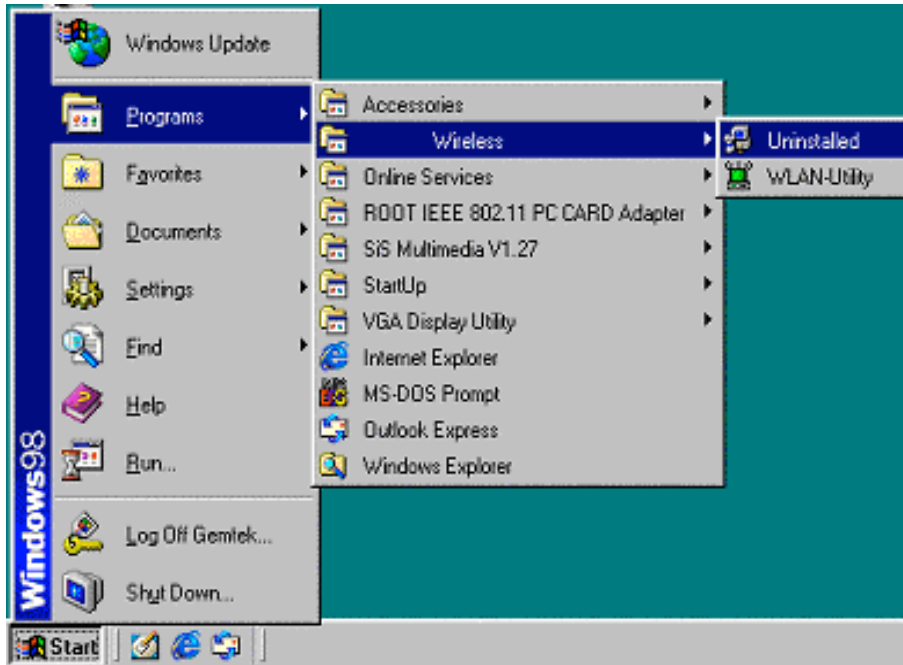 Windows Update
Programs
Favorites
Documents
Settings
Find
Help
Run...
Log Off Gemtek...
Shut Down...
Windows98
Accessories
Wireless
Online Services
ROOT IEEE 802.11 PC CARD Adapter
SiS Multimedia V1.27
StartUp
VGA Display Utility
Internet Explorer
MS-DOS Prompt
Outlook Express
Windows Explorer
Uninstalled
WLAN-Utility
Start